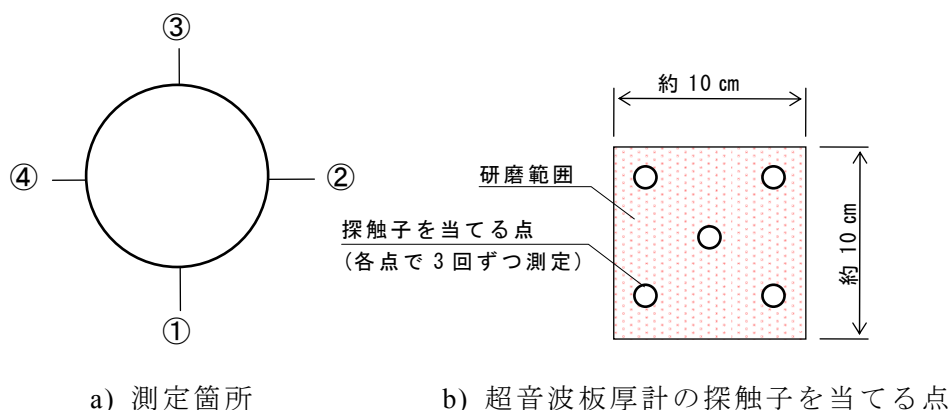 ③
④
②
①
a) 測定箇所
約 10 ㎝
研磨範囲
探触子を当てる点
(各点で 3 回ずつ測定)
約 10 ㎝
b) 超音波板厚計の探触子を当てる点